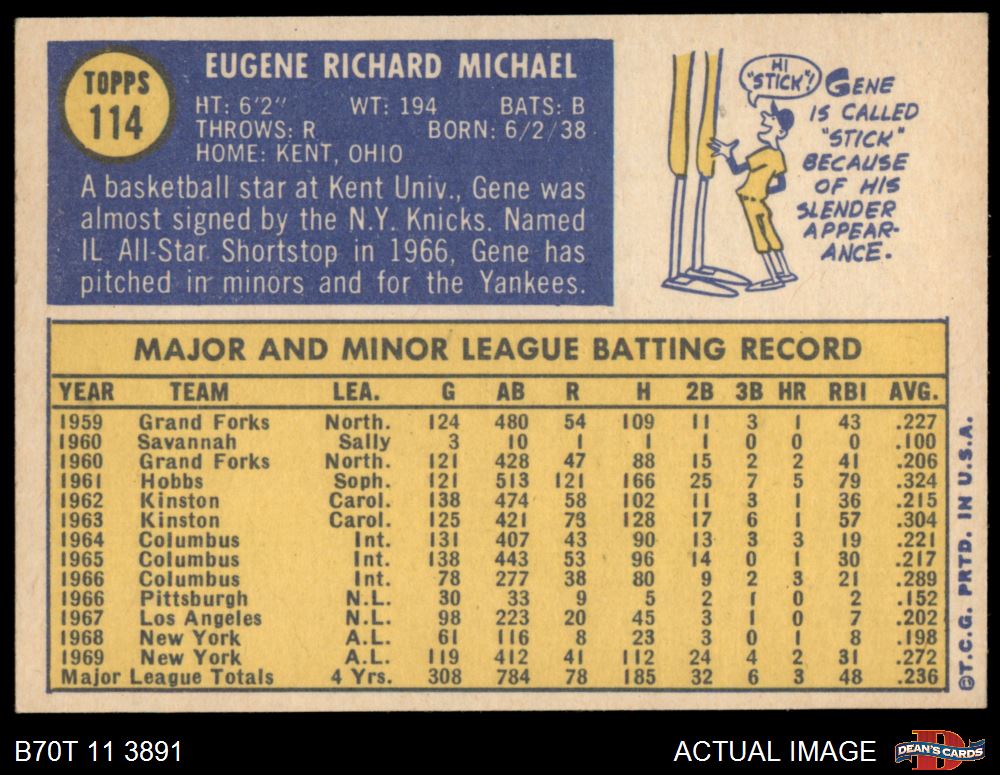 TOPPS
114
EUGENE RICHARD MICHAEL
HT: 6'2" WT: 194 BATS: B
THROWS: R BORN: 6/2/38
HOME: KENT, OHIO
A basketball star at Kent Univ., Gene was
almost signed by the N.Y. Knicks. Named
IL All-Star Shortstop in 1966, Gene has
pitched in minors and for the Yankees.
HI
"STICK"!
GENE
IS CALLED
"STICK"
BECAUSE
OF HIS
SLENDER
APPEAR-
ANCE.
MAJOR AND MINOR LEAGUE BATTING RECORD
YEAR TEAM LEA. G AB R H 2B 3B HR RBI AVG.
1959 Grand Forks North. 124 480 54 109 11 3 1 43 .227
1960 Savannah Sally 3 10 1 1 1 0 0 0 .100
1960 Grand Forks North. 121 428 47 88 15 2 2 41 .206
1961 Hobbs Soph. 121 513 121 166 25 7 5 79 .324
1962 Kinston Carol. 138 474 58 102 11 3 1 36 .215
1963 Kinston Carol. 125 421 73 128 17 6 1 57 .304
1964 Columbus Int. 131 407 43 90 13 3 3 19 .221
1965 Columbus Int. 138 443 53 96 14 0 1 30 .217
1966 Columbus Int. 78 277 38 80 9 2 3 21 .289
1966 Pittsburgh N.L. 30 33 9 5 2 1 0 2 .152
1967 Los Angeles N.L. 98 223 20 45 3 1 0 7 .202
1968 New York A.L. 61 116 8 23 3 0 1 8 .198
1969 New York A.L. 119 412 41 112 24 4 2 31 .272
Major League Totals 4 Yrs. 308 784 78 185 32 6 3 48 .236
©T.C.G. PRTD. IN U.S.A.
B70T 11 3891
ACTUAL IMAGE
DEAN'S CARDS